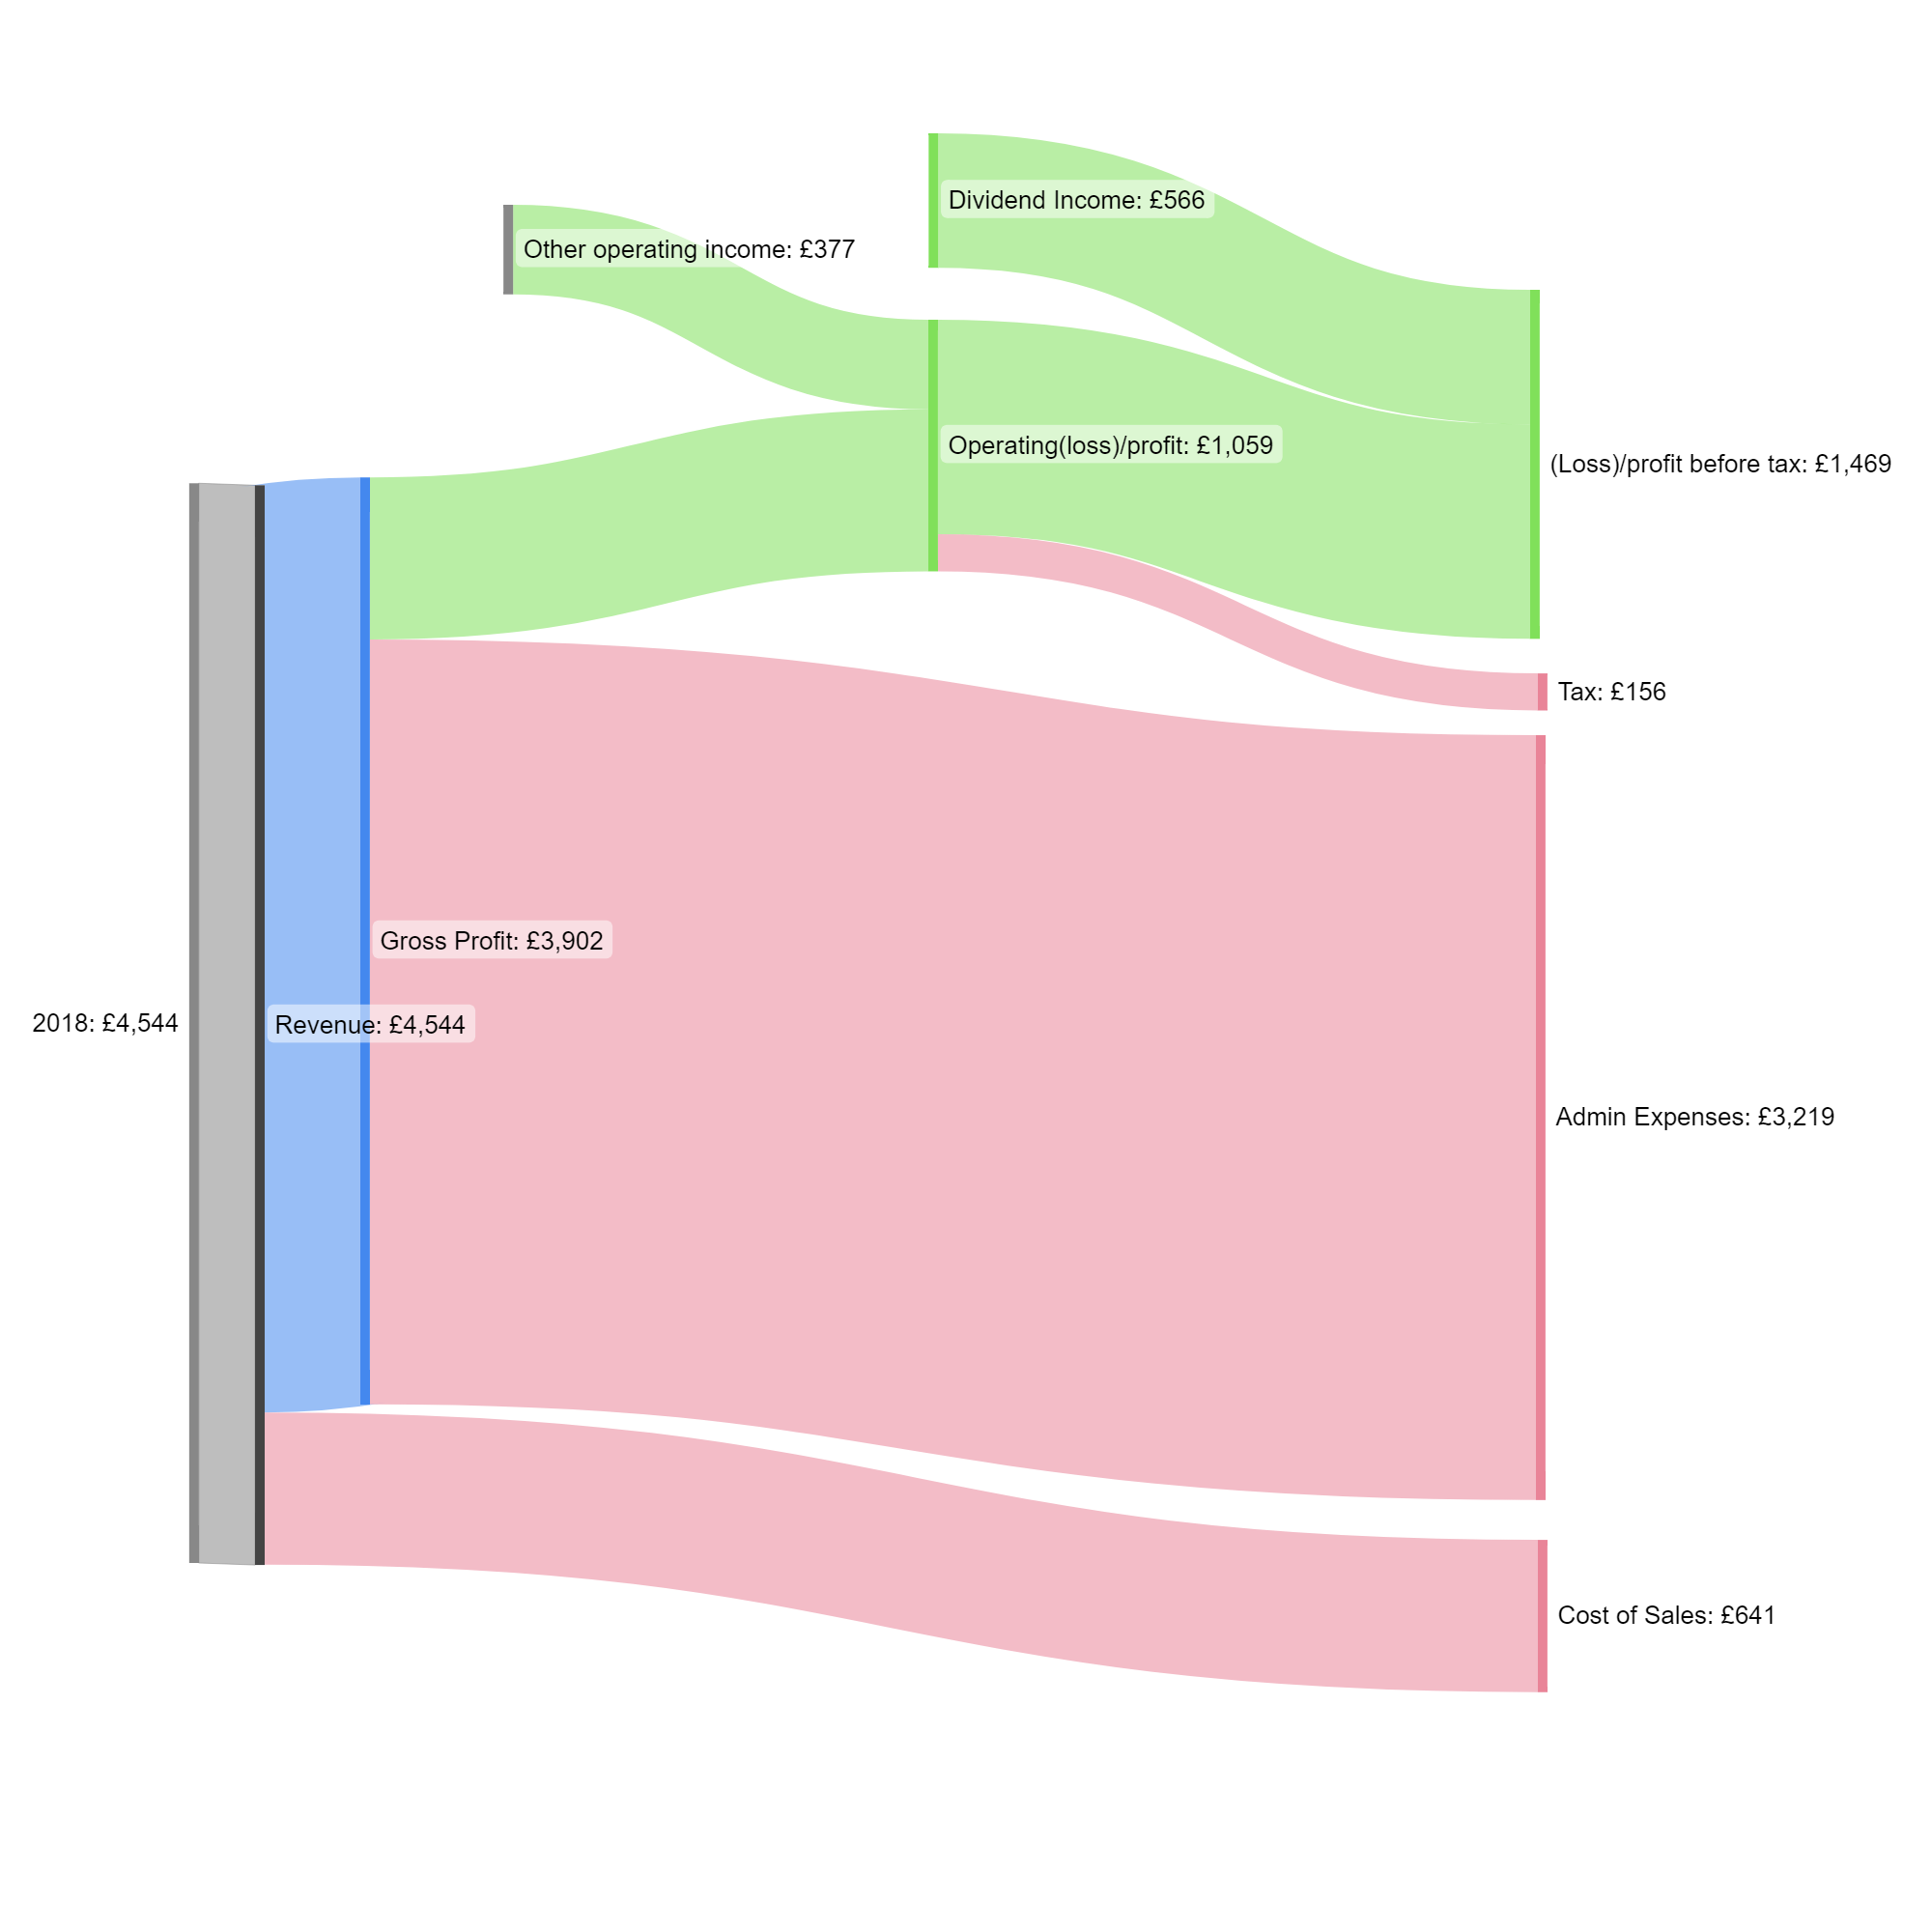 Dividend Income: £566
Other operating income: £377
Operating(loss)/profit: £1,059
(Loss)/profit before tax: £1,469
Tax: £156
Gross Profit: £3,902
2018: £4,544
Revenue: £4,544
Admin Expenses: £3,219
Cost of Sales: £641